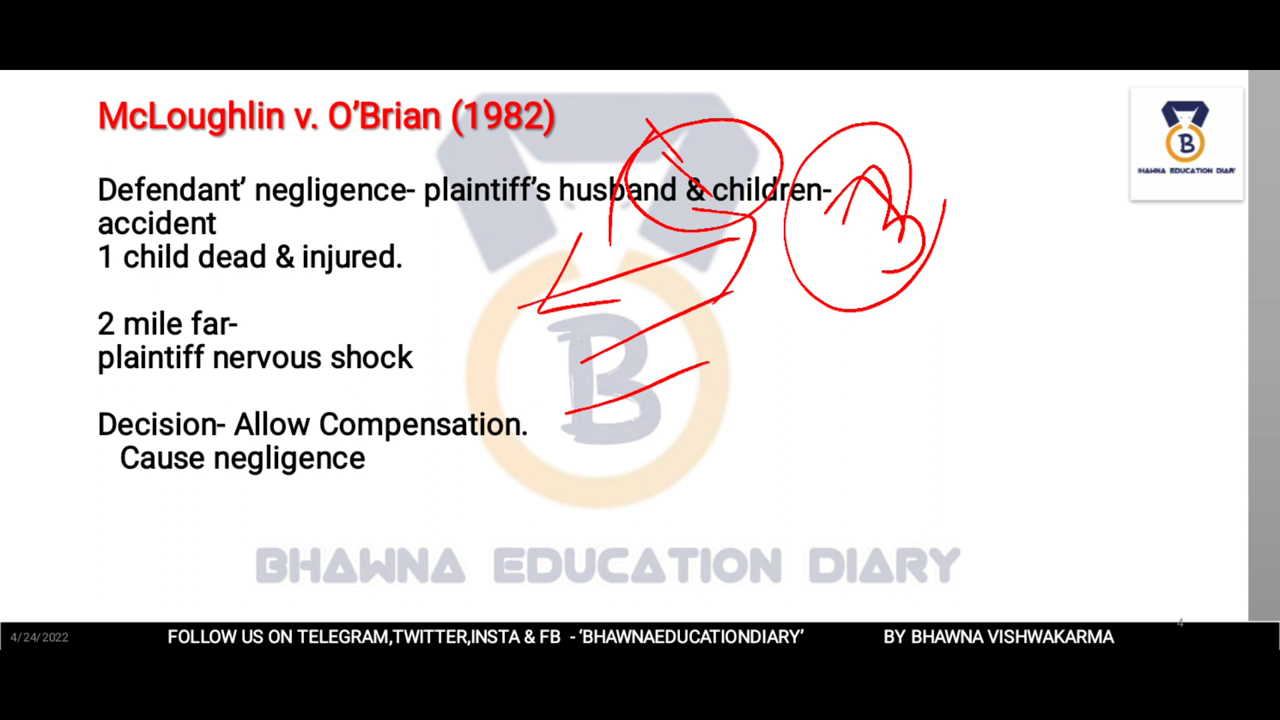 McLoughlin v. O’Brian (1982)
BHAWNA EDUCATION DIAR'
Defendant’ negligence- plaintiff’s husband & children-
accident
1 child dead & injured.
2 mile far-
plaintiff nervous shock
Decision- Allow Compensation.
Cause negligence
B
BHAWNA EDUCATION DIARY
4
4/24/2022
FOLLOW US ON TELEGRAM,TWITTER,INSTA & FB - ‘BHAWNAEDUCATIONDIARY’
BY BHAWNA VISHWAKARMA